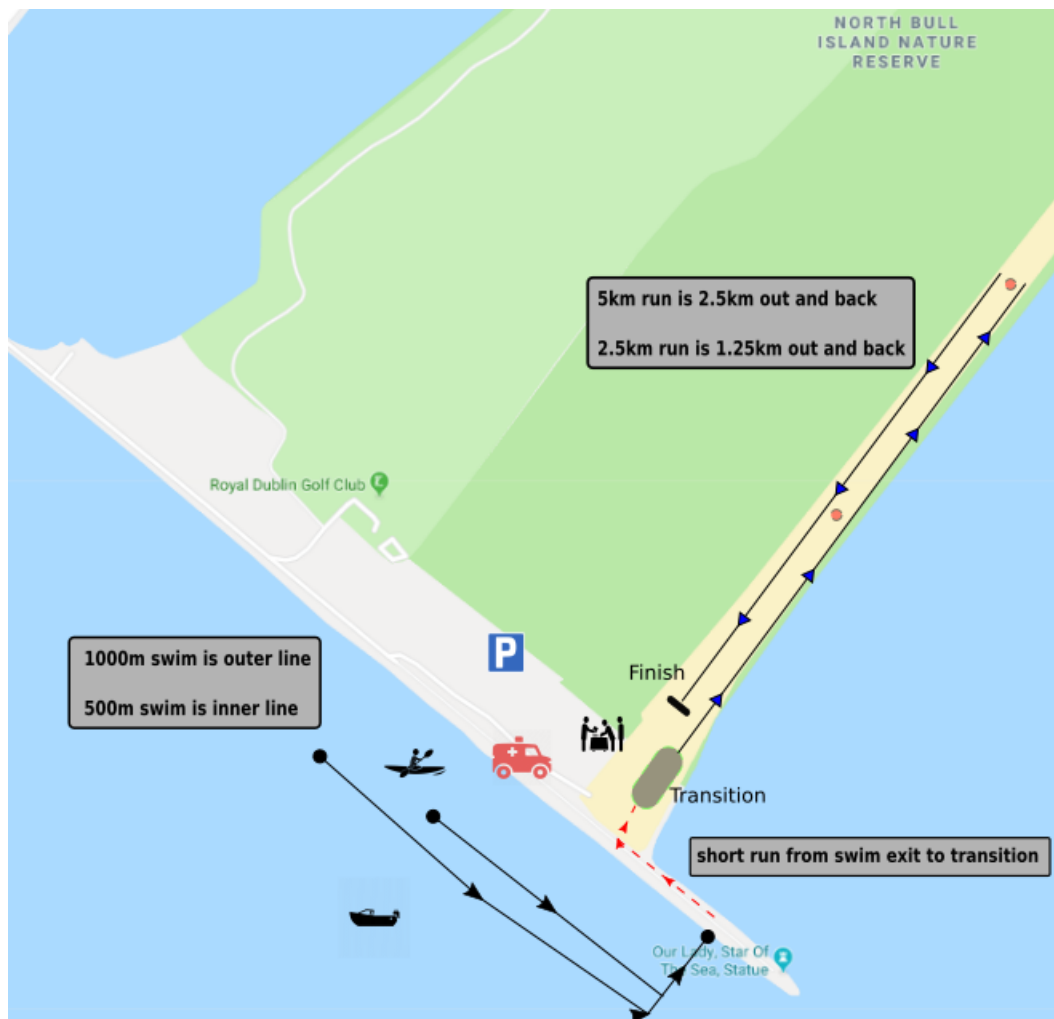 NORTH BULL
ISLAND NATURE
RESERVE
5km run is 2.5km out and back
2.5km run is 1.25km out and back
Royal Dublin Golf Club
P
1000m swim is outer line
500m swim is inner line
Finish
Transition
short run from swim exit to transition
Our Lady, Star Of
The Sea, Statue